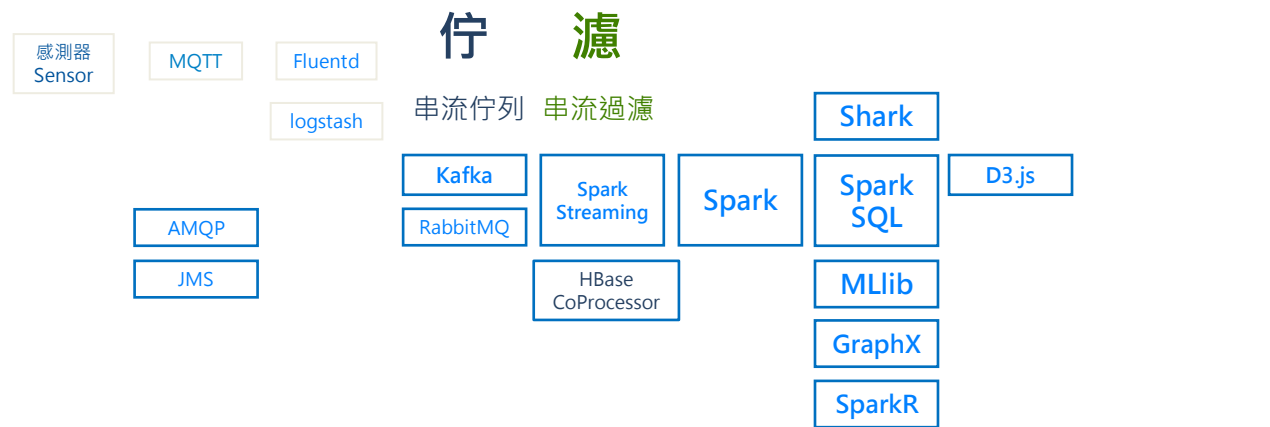 佇
濾
感測器
Sensor
MQTT
Fluentd
串流佇列
串流過濾
logstash
Shark
Kafka
Spark
Streaming
Spark
Spark
SQL
D3.js
RabbitMQ
AMQP
JMS
HBase
CoProcessor
MLlib
GraphX
SparkR